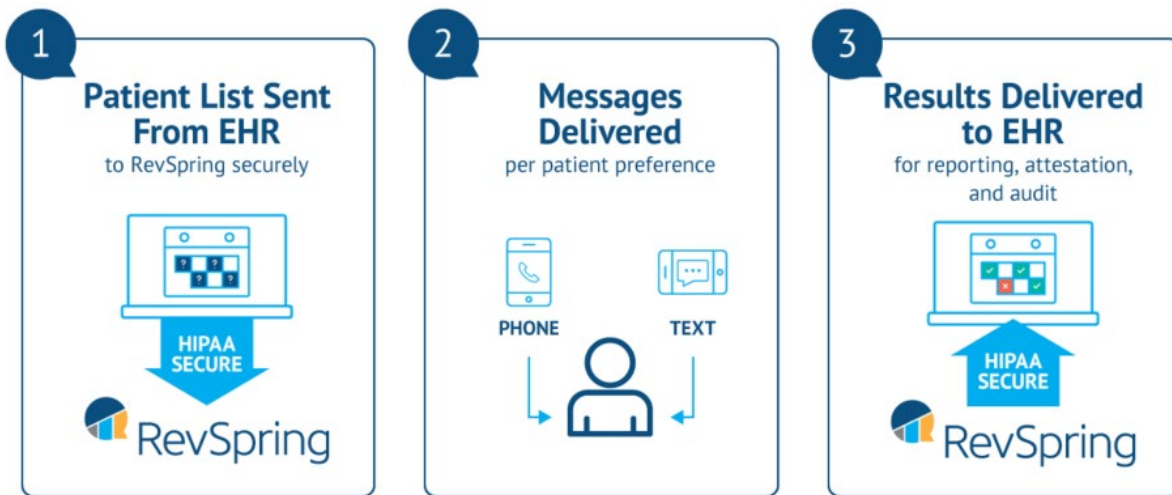 1
Patient List Sent
From EHR
to RevSpring securely
? ?
? ?
HIPAA
SECURE
RevSpring
2
Messages
Delivered
per patient preference
PHONE
TEXT
3
Results Delivered
to EHR
for reporting, attestation,
and audit
HIPAA
SECURE
RevSpring